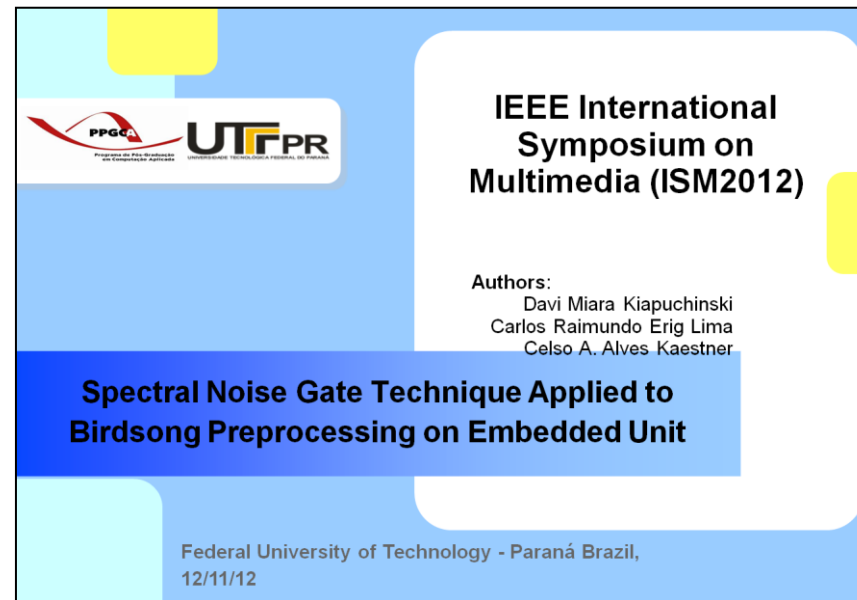 PPGCA
Programa de Pós-Graduação
em Computação Aplicada
UTFPR
UNIVERSIDADE TECNOLÓGICA FEDERAL DO PARANÁ
IEEE International
Symposium on
Multimedia (ISM2012)
Authors:
Davi Miara Kiapuchinski
Carlos Raimundo Erig Lima
Celso A. Alves Kaestner
Spectral Noise Gate Technique Applied to
Birdsong Preprocessing on Embedded Unit
Federal University of Technology - Paraná Brazil,
12/11/12